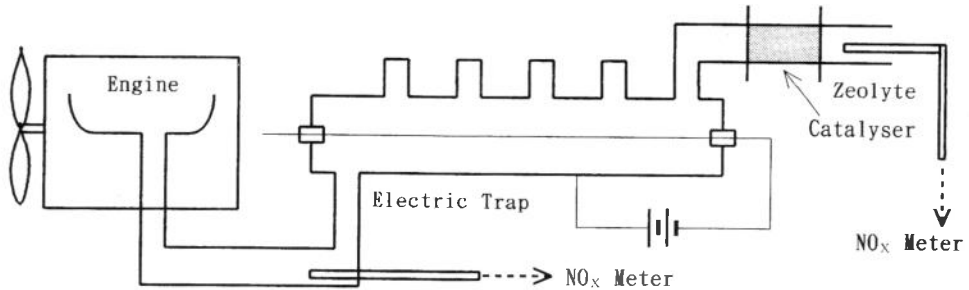 Engine
Zeolyte
Catalyser
Electric Trap
NOx Meter
NOx Meter